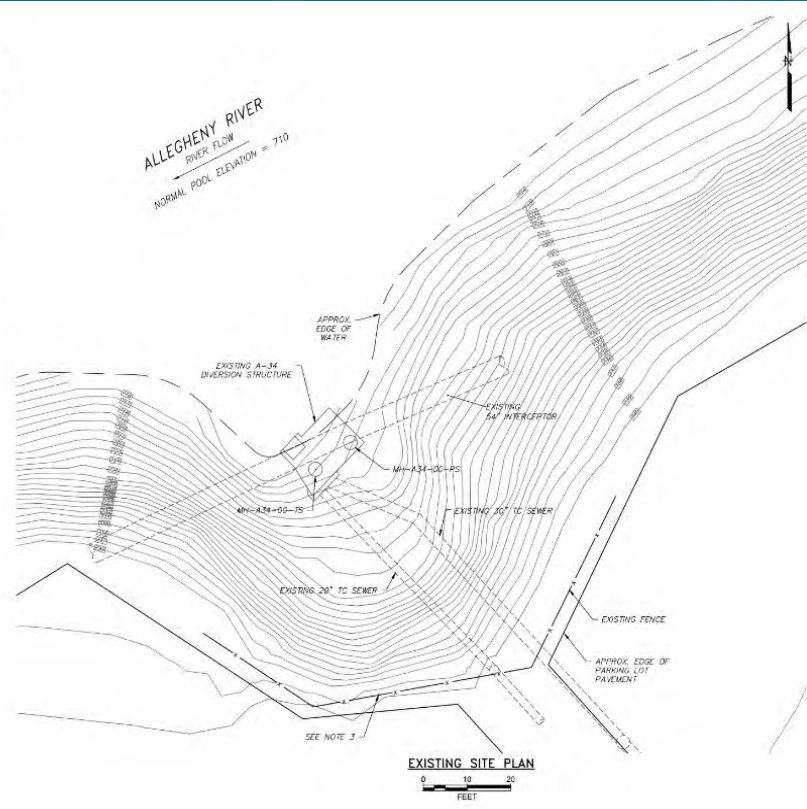 ALLEGHENY RIVER
RIVER FLOW
NORMAL POOL ELEVATION = 710
N
APPROX.
EDGE OF
WATER
EXISTING A-34
DIVERSION STRUCTURE
EXISTING
54" INTERCEPTOR
MH-A34-00-PS
MH-A34-00-TS
EXISTING 30" TC SEWER
EXISTING 20" TC SEWER
EXISTING FENCE
APPROX. EDGE OF
PARKING LOT
PAVEMENT
SEE NOTE 3
EXISTING SITE PLAN
0 10 20
FEET